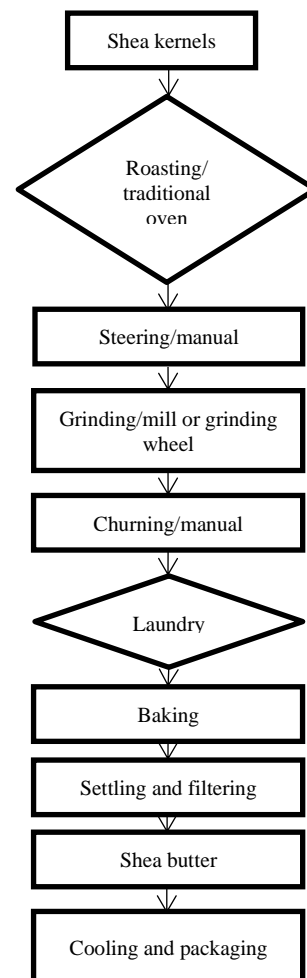 Shea kernels
Roasting/
traditional
oven
Steering/manual
Grinding/mill or grinding
wheel
Churning/manual
Laundry
Baking
Settling and filtering
Shea butter
Cooling and packaging